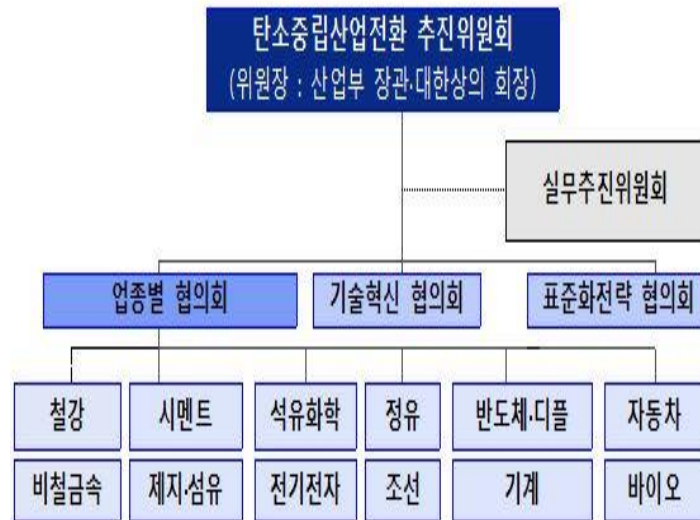 탄소중립산업전환 추진위원회
(위원장 : 산업부 장관·대한상의 회장)
실무추진위원회
업종별 협의회
기술혁신 협의회
표준화전략 협의회
철강
시멘트
석유화학
정유
반도체·디플
자동차
비철금속
제지·섬유
전기전자
조선
기계
바이오